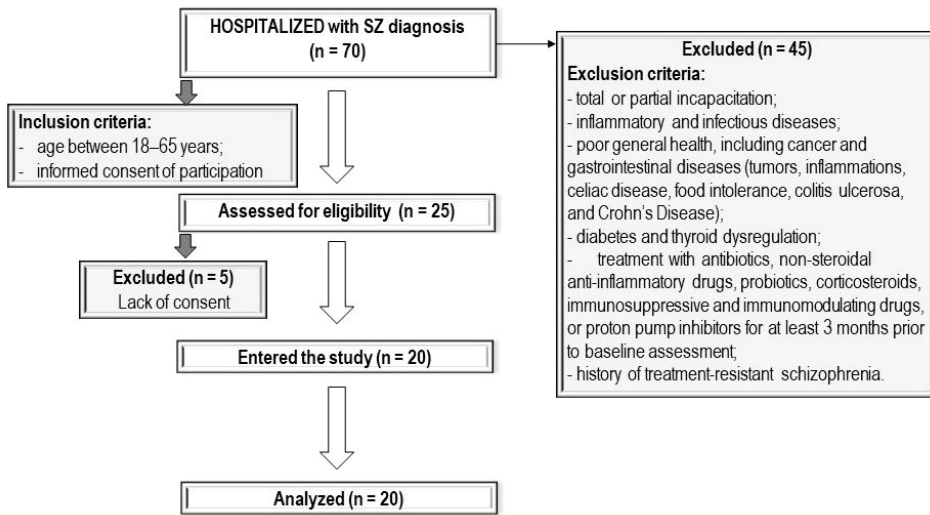 HOSPITALIZED with SZ diagnosis
(n = 70)
Excluded (n = 45)
Exclusion criteria:
- total or partial incapacitation;
- inflammatory and infectious diseases;
- poor general health, including cancer and
gastrointestinal diseases (tumors, inflammations,
celiac disease, food intolerance, colitis ulcerosa,
and Crohn's Disease);
- diabetes and thyroid dysregulation;
- treatment with antibiotics, non-steroidal
anti-inflammatory drugs, probiotics, corticosteroids,
immunosuppressive and immunomodulating drugs,
or proton pump inhibitors for at least 3 months prior
to baseline assessment;
- history of treatment-resistant schizophrenia.
Inclusion criteria:
- age between 18–65 years;
- informed consent of participation
Assessed for eligibility (n = 25)
Excluded (n = 5)
Lack of consent
Entered the study (n = 20)
Analyzed (n = 20)